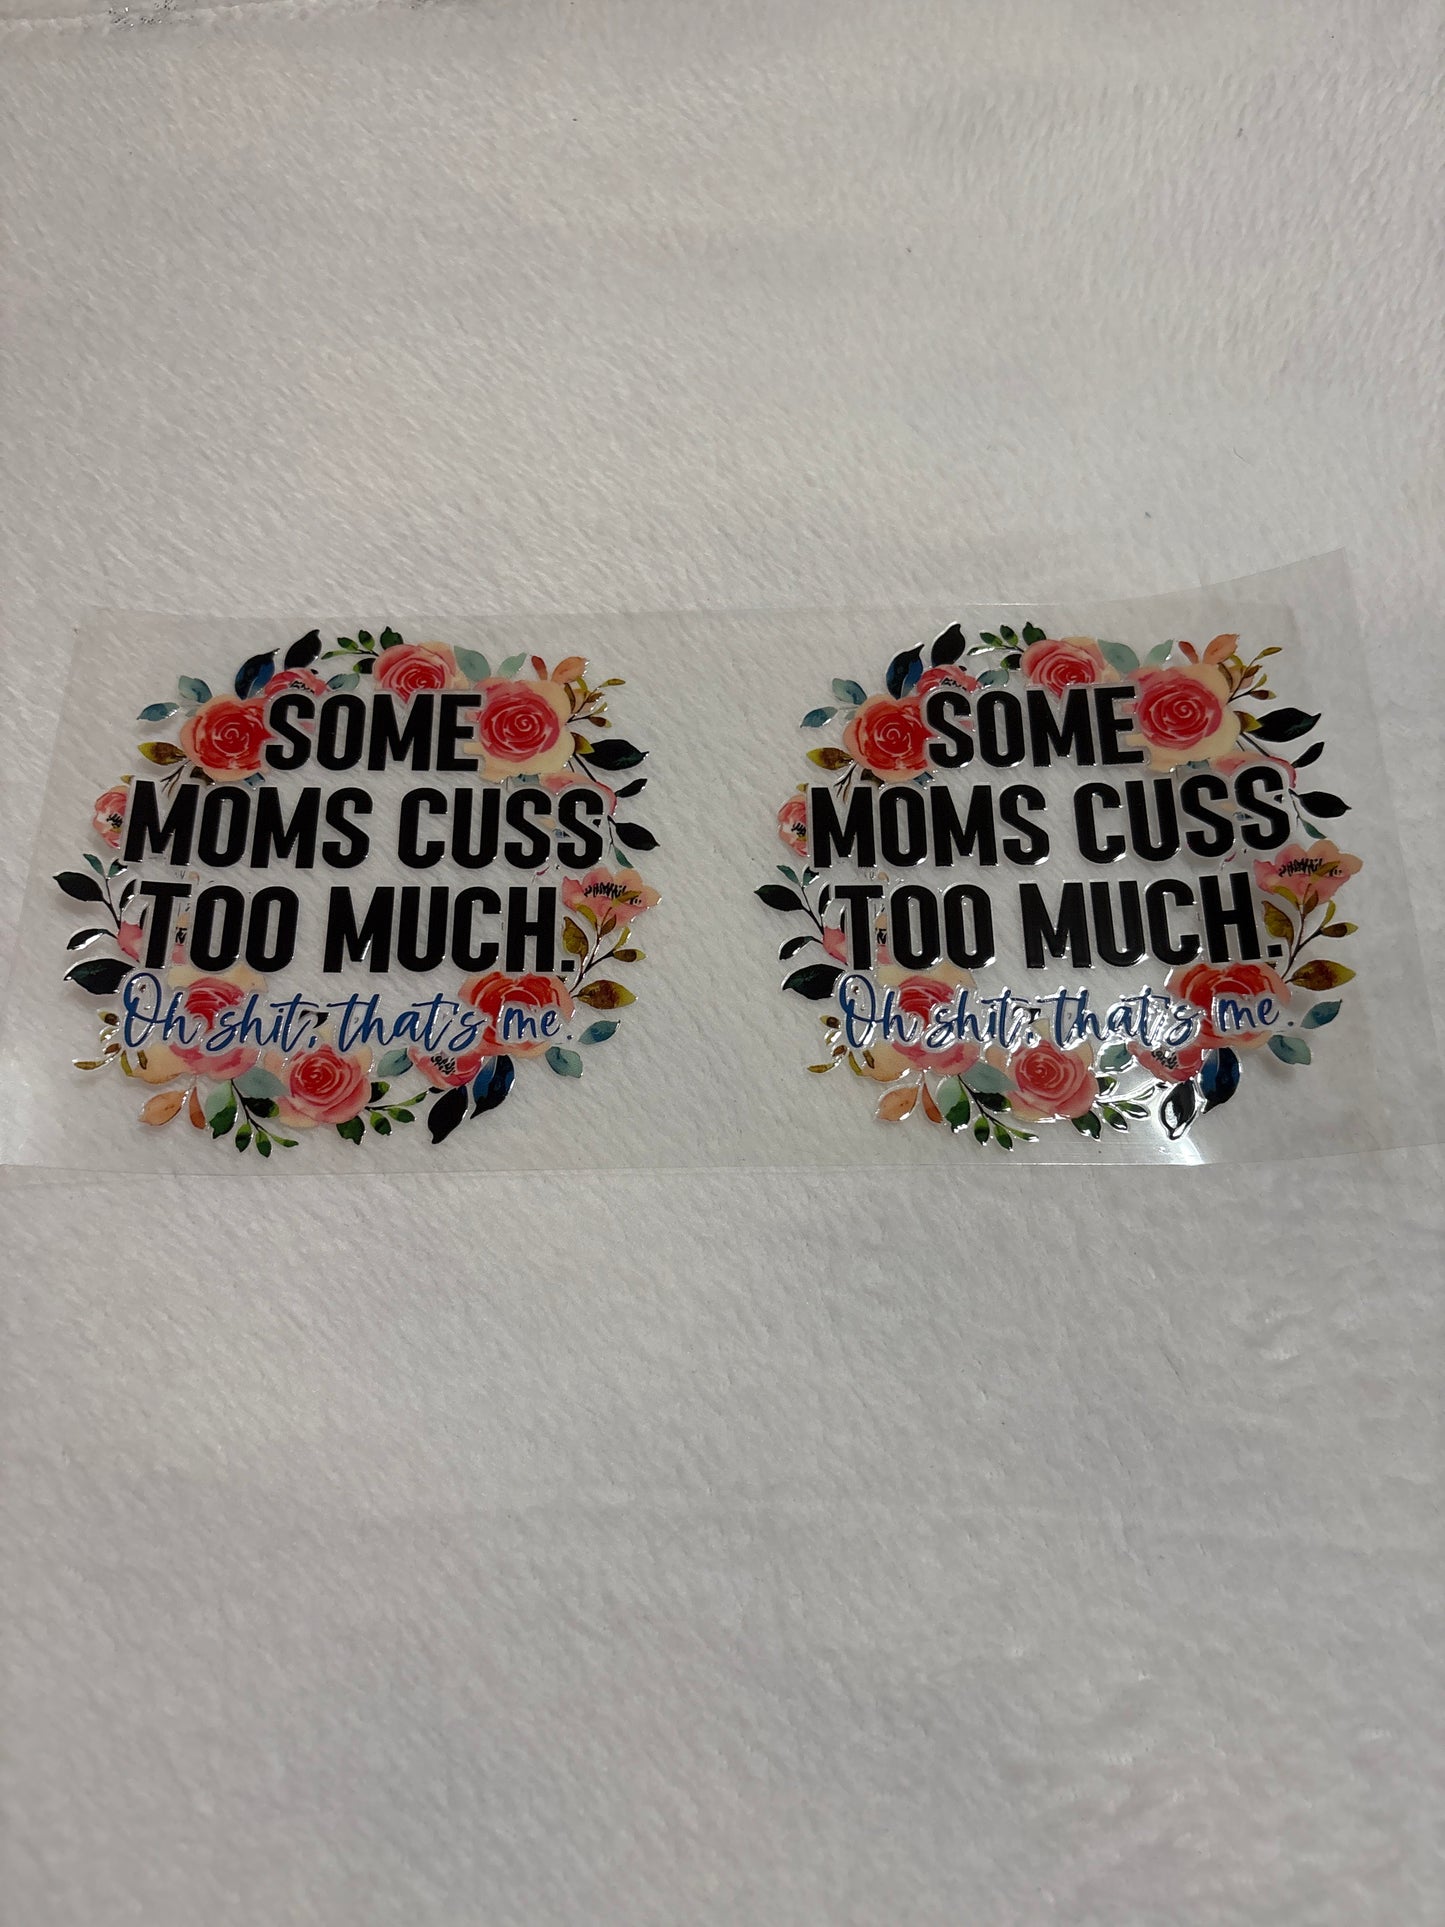 SOME
MOMS CUSS
TOO MUCH.
Oh shit, that's me.
SOME
MOMS CUSS
TOO MUCH.
Oh shit, that's me.